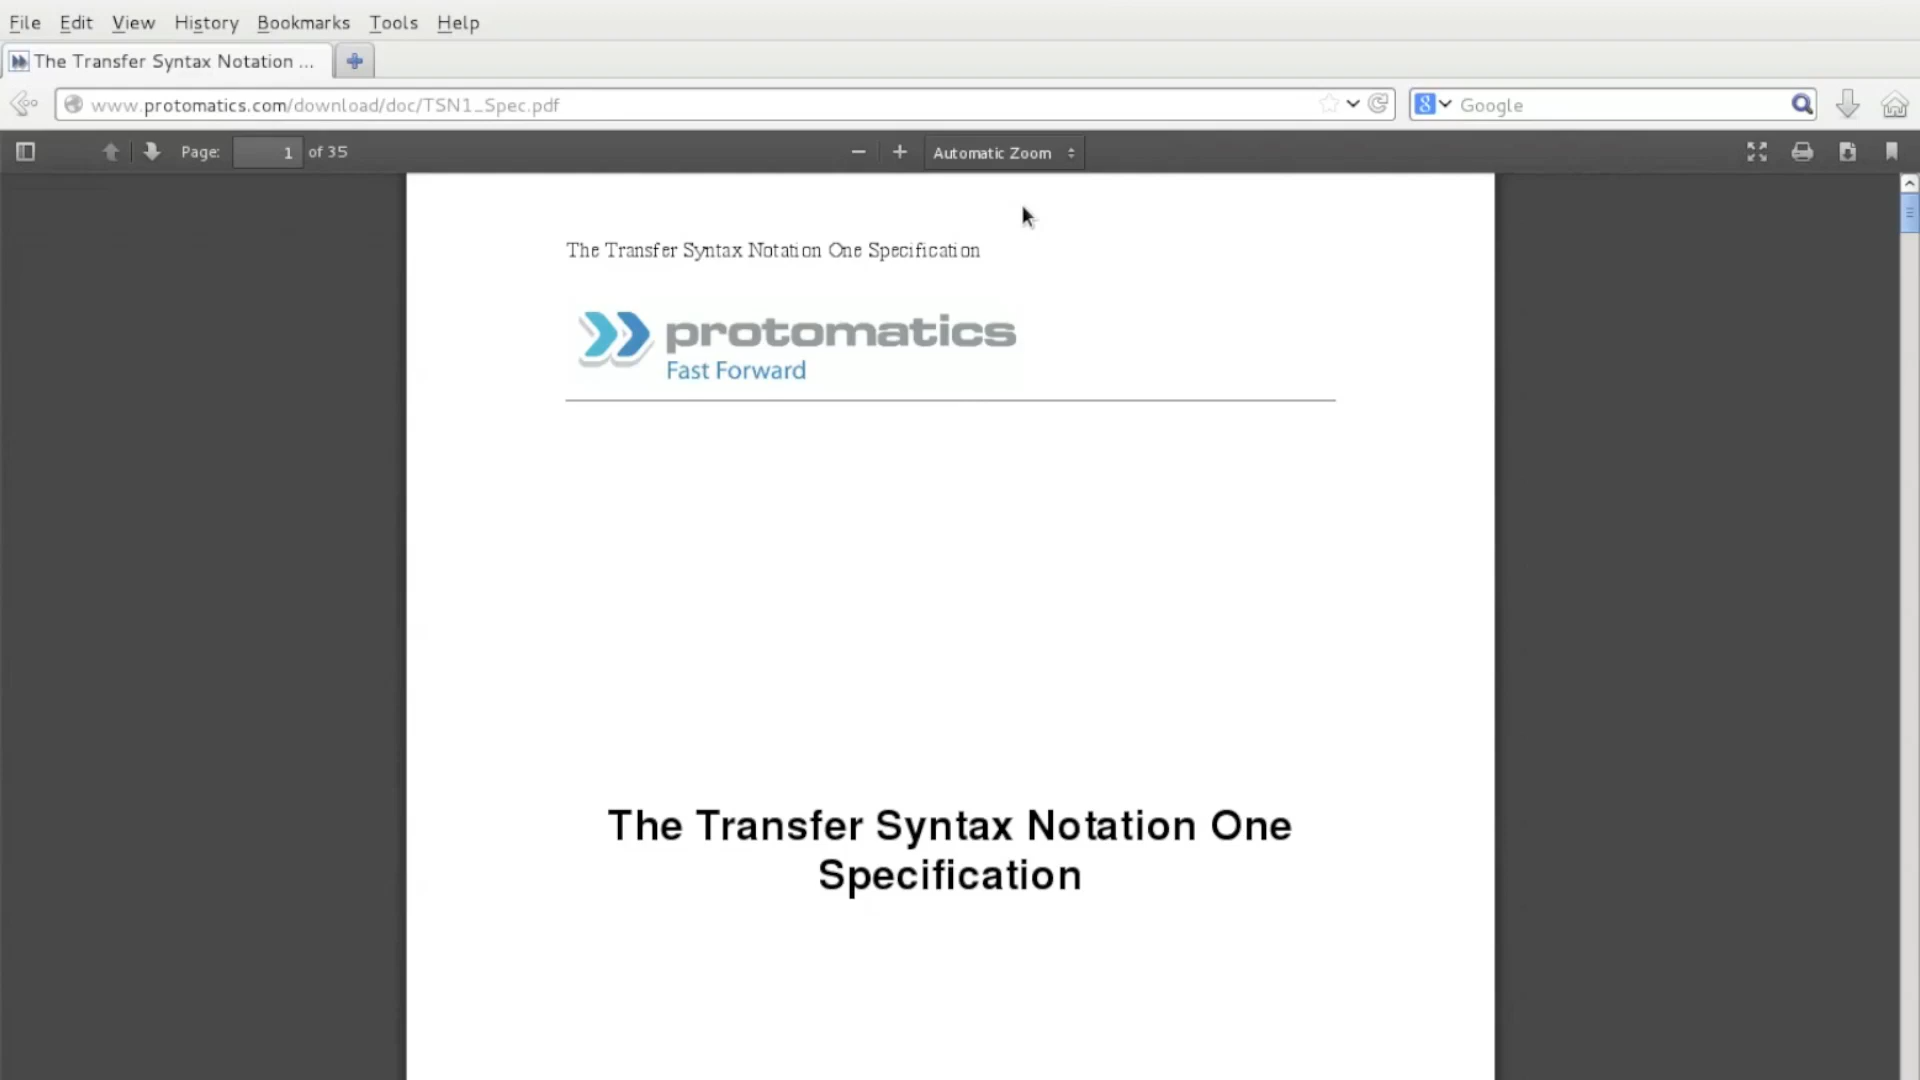 File Edit View History Bookmarks Tools Help
The Transfer Syntax Notation ...
www.protomatics.com/download/doc/TSN1_Spec.pdf
8 Google
Page: 1 of 35
Automatic Zoom
The Transfer Syntax Notation One Specification
protomatics
Fast Forward
The Transfer Syntax Notation One
Specification